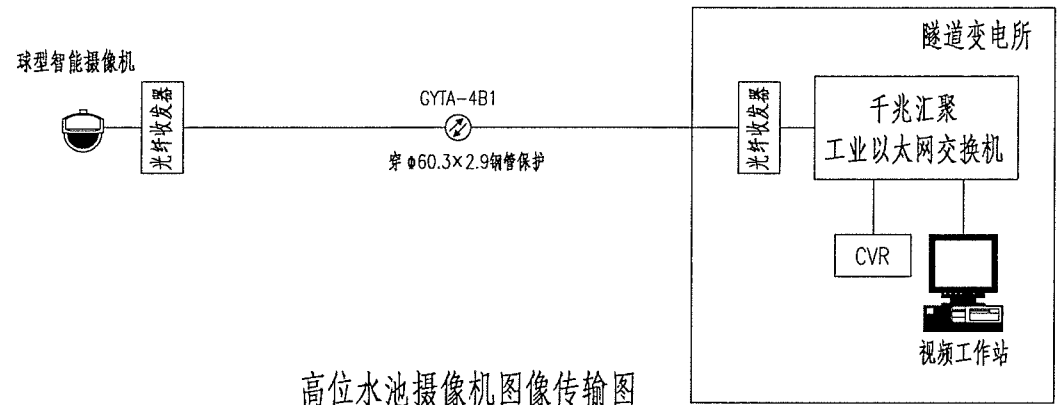 隧道变电所
球型智能摄像机
光纤收发器
GYTA-4B1
穿Φ60.3×2.9钢管保护
光纤收发器
千兆汇聚
工业以太网交换机
CVR
视频工作站
高位水池摄像机图像传输图